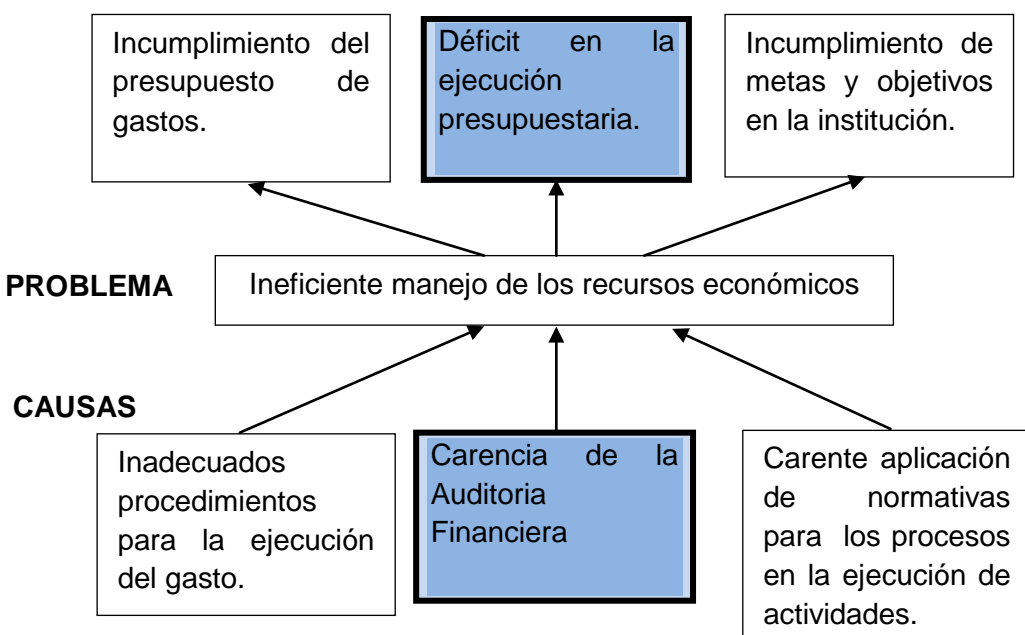 Incumplimiento del
presupuesto de
gastos.
Déficit en la
ejecución
presupuestaria.
Incumplimiento de
metas y objetivos
en la institución.
PROBLEMA
Ineficiente manejo de los recursos económicos
CAUSAS
Inadecuados
procedimientos
para la ejecución
del gasto.
Carencia de la
Auditoria
Financiera
Carente aplicación
de normativas
para los procesos
en la ejecución de
actividades.